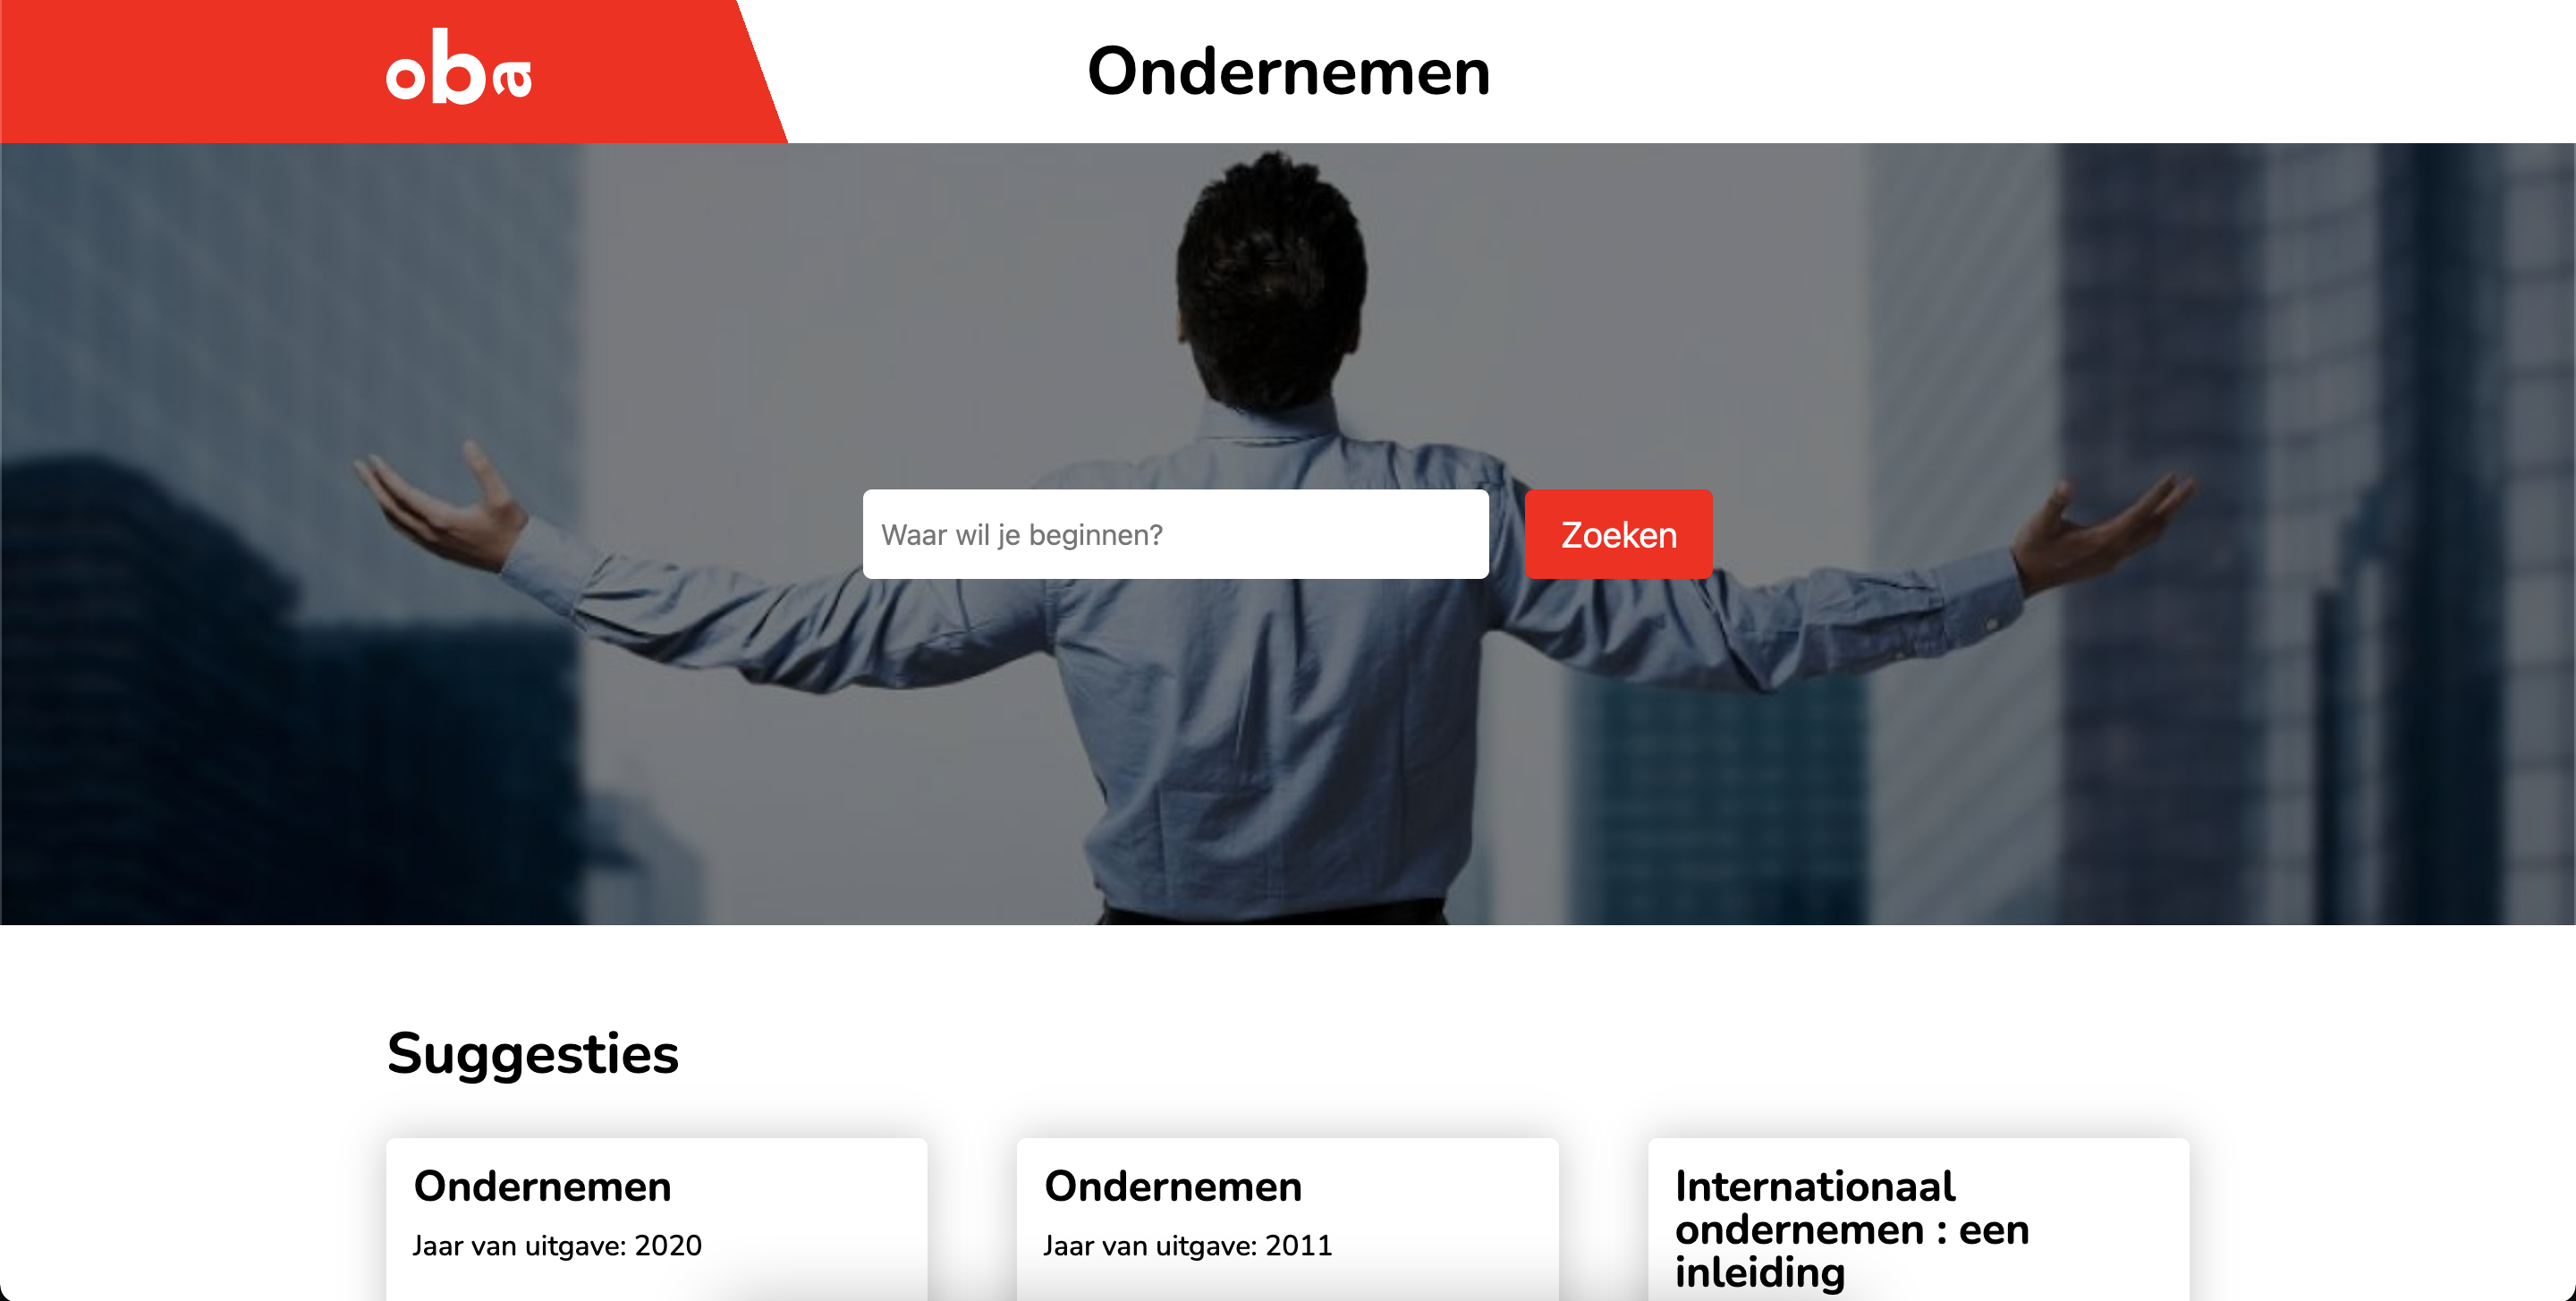 oba
Ondernemen
Waar wil je beginnen?
Zoeken
Suggesties
Ondernemen
Jaar van uitgave: 2020
Ondernemen
Jaar van uitgave: 2011
Internationaal
ondernemen : een
inleiding